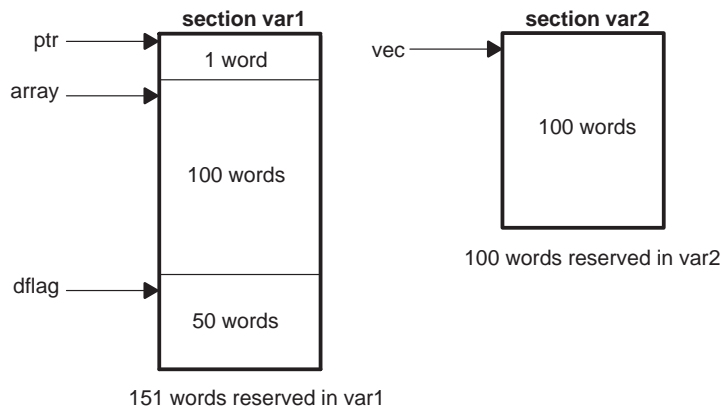 section var1
ptr
1 word
array
100 words
dflag
50 words
151 words reserved in var1
section var2
vec
100 words
100 words reserved in var2